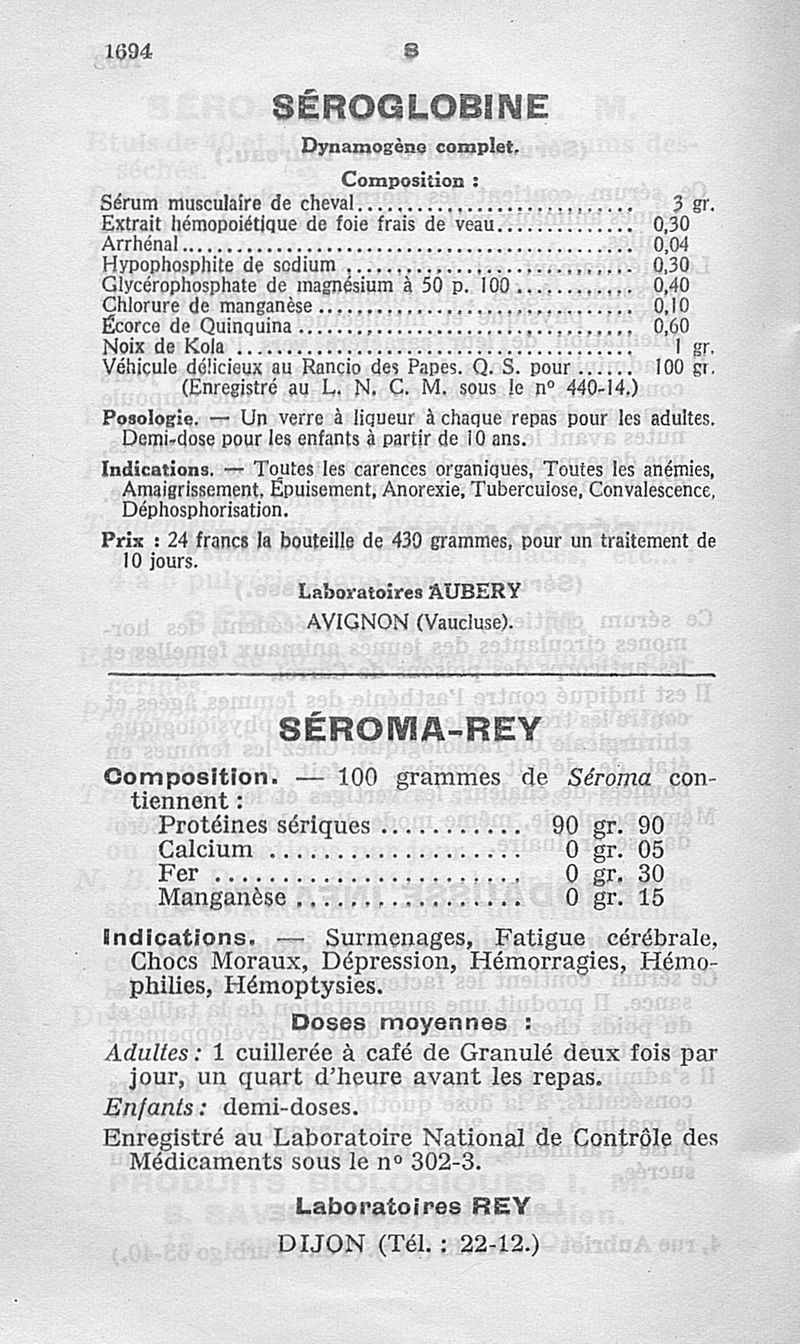 1694
S
SÉROGLOBINE
Dynamogène complet.
Composition :
Sérum musculaire de cheval.............................. 3 gr.
Extrait hémopoiétique de foie frais de veau.............. 0,30
Arrhénal................................................ 0,04
Hypophosphite de sodium .............................. 0,30
Glycérophosphate de magnésium à 50 p. 100 ............. 0,40
Chlorure de manganèse ................................. 0,10
Écorce de Quinquina ................................... 0,60
Noix de Kola .......................................... 1 gr.
Véhicule délicieux au Rancio des Papes. Q. S. pour ....... 100 gr.
(Enregistré au L. N. C. M. sous le n° 440-14.)
Posologie. — Un verre à liqueur à chaque repas pour les adultes.
Demi-dose pour les enfants à partir de 10 ans.
Indications. — Toutes les carences organiques, Toutes les anémies,
Amaigrissement, Épuisement, Anorexie, Tuberculose, Convalescence,
Déphosphorisation.
Prix : 24 francs la bouteille de 430 grammes, pour un traitement de
10 jours.
Laboratoires AUBERY
AVIGNON (Vaucluse).
SÉROMA-REY
Composition. — 100 grammes de Séroma con-
tiennent :
Protéines sériques ........... 90 gr. 90
Calcium .................... 0 gr. 05
Fer ........................ 0 gr. 30
Manganèse ................. 0 gr. 15
Indications. — Surmenages, Fatigue cérébrale,
Chocs Moraux, Dépression, Hémorragies, Hémo-
philies, Hémoptysies.
Doses moyennes :
Adultes : 1 cuillerée à café de Granulé deux fois par
jour, un quart d'heure avant les repas.
Enfants : demi-doses.
Enregistré au Laboratoire National de Contrôle des
Médicaments sous le n° 302-3.
Laboratoires REY
DIJON (Tél. : 22-12.)